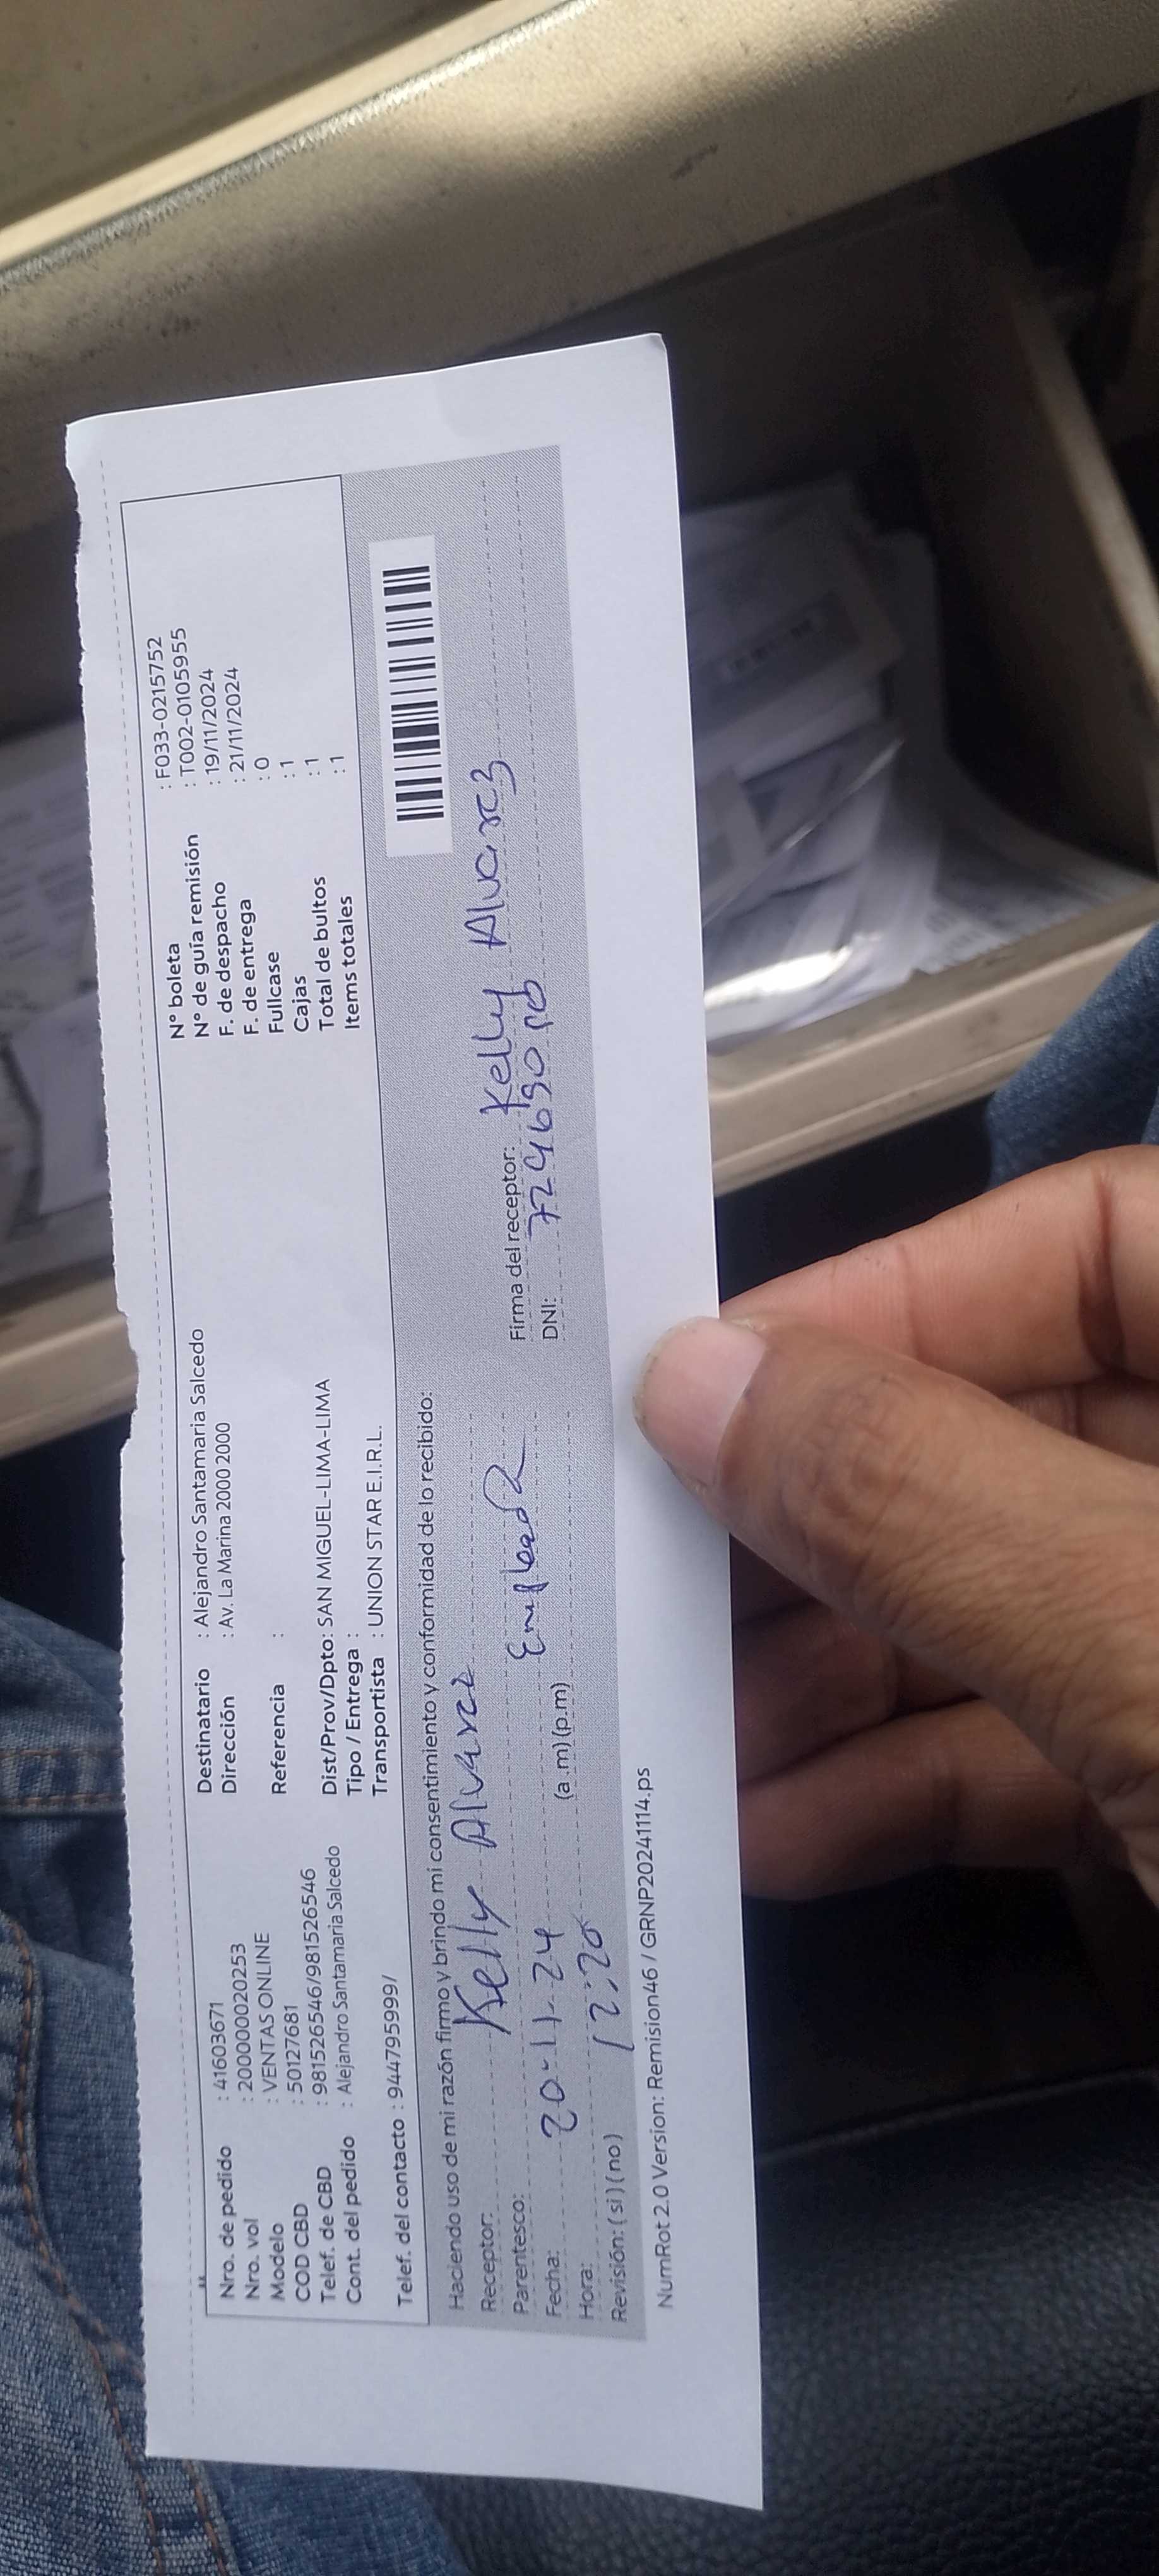 Nro. de pedido : 41603671
Nro. vol : 200000020253
Modelo : VENTAS ONLINE
COD CBD : 50127681
Telef. de CBD : 981526546/981526546
Cont. del pedido : Alejandro Santamaria Salcedo
Telef. del contacto : 944795999/
Destinatario : Alejandro Santamaria Salcedo
Dirección : Av. La Marina 2000 2000
Referencia :
Dist/Prov/Dpto: SAN MIGUEL-LIMA-LIMA
Tipo / Entrega :
Transportista : UNION STAR E.I.R.L.
N° boleta : F033-0215752
N° de guía remisión : T002-0105955
F. de despacho : 19/11/2024
F. de entrega : 21/11/2024
Fullcase : 0
Cajas : 1
Total de bultos : 1
Items totales : 1
Haciendo uso de mi razón firmo y brindo mi consentimiento y conformidad de lo recibido:
Receptor: Kelly Alvarez
Parentesco: Empleada
Fecha: 20-11-24
Hora: 12:20 (a.m) (p.m)
Revisión: ( si ) ( no )
Firma del receptor: Kelly Alvarez
DNI:
NumRot 2.0 Version: Remision46 / GRNP20241114.ps